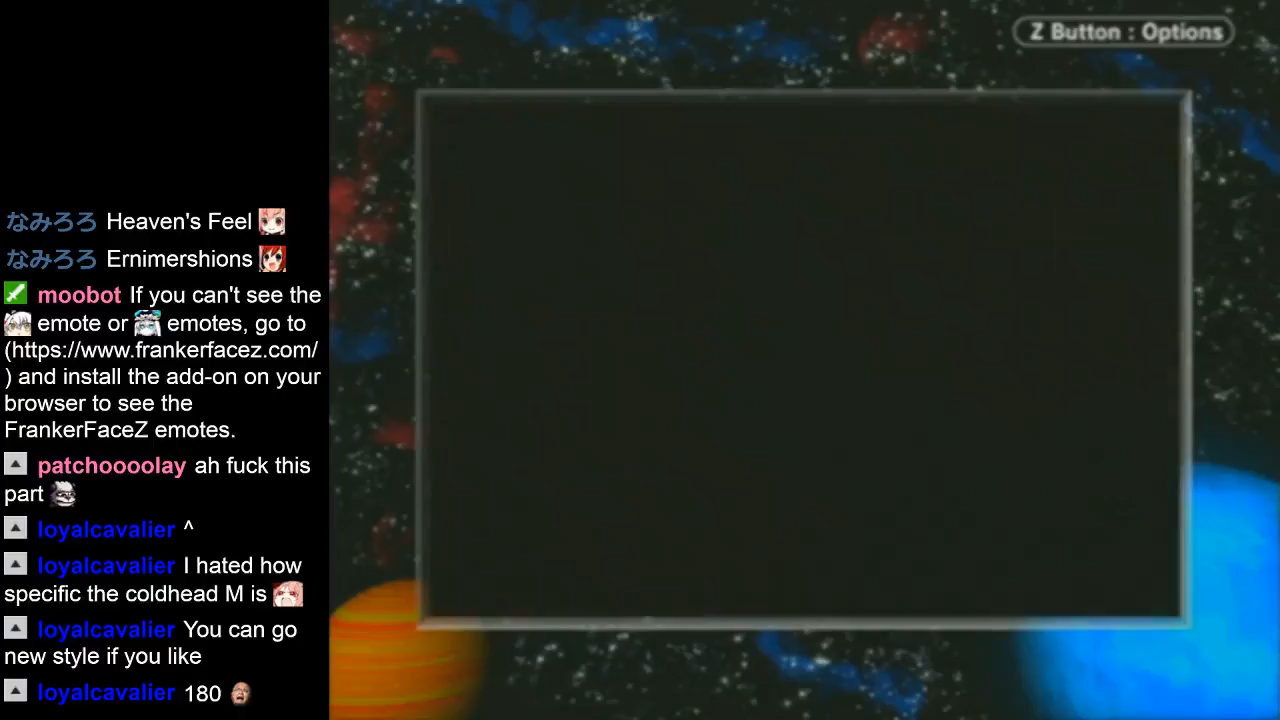 Z Button : Options
なみろろ Heaven's Feel
なみろろ Ernimershions
moobot If you can't see the
emote or emotes, go to
(https://www.frankerfacez.com/
) and install the add-on on your
browser to see the
FrankerFaceZ emotes.
patchoooolay ah fuck this
part
loyalcavalier ^
loyalcavalier I hated how
specific the coldhead M is
loyalcavalier You can go
new style if you like
loyalcavalier 180